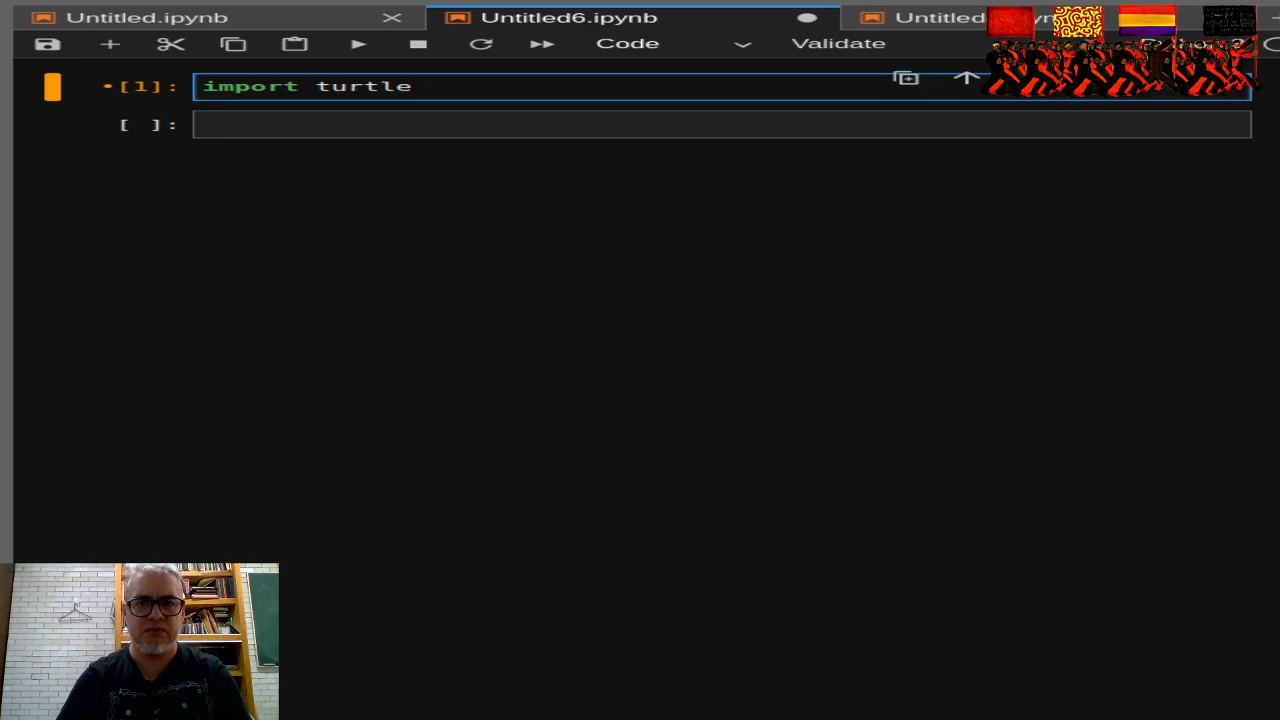 Untitled.ipynb
Untitled6.ipynb
Untitled
Code
Validate
[1]: import turtle
[ ]: